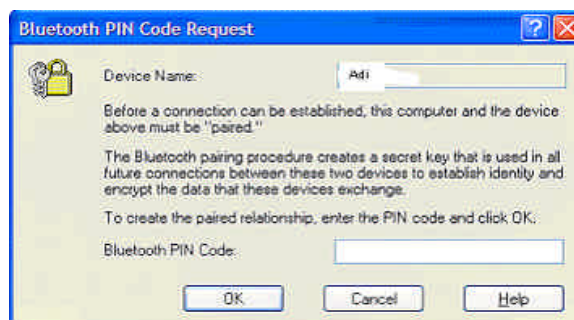 Bluetooth PIN Code Request
Device Name: Adi
Before a connection can be established, this computer and the device
above must be "paired."
The Bluetooth pairing procedure creates a secret key that is used in all
future connections between these two devices to establish identity and
encrypt the data that these devices exchange.
To create the paired relationship, enter the PIN code and click OK.
Bluetooth PIN Code:
OK Cancel Help